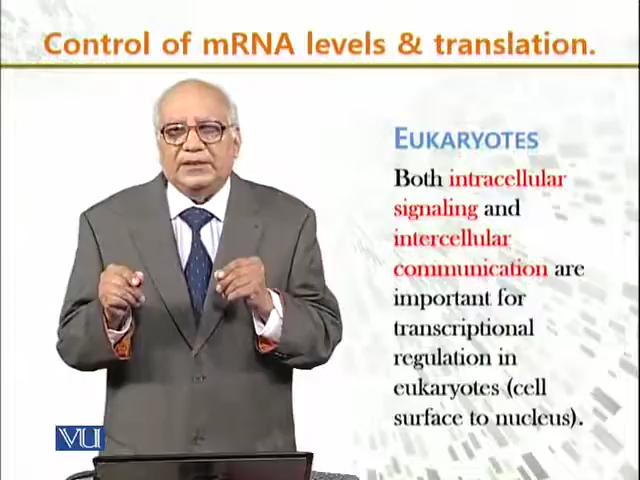 Control of mRNA levels & translation.
EUKARYOTES
Both intracellular
signaling and
intercellular
communication are
important for
transcriptional
regulation in
eukaryotes (cell
surface to nucleus).
VU